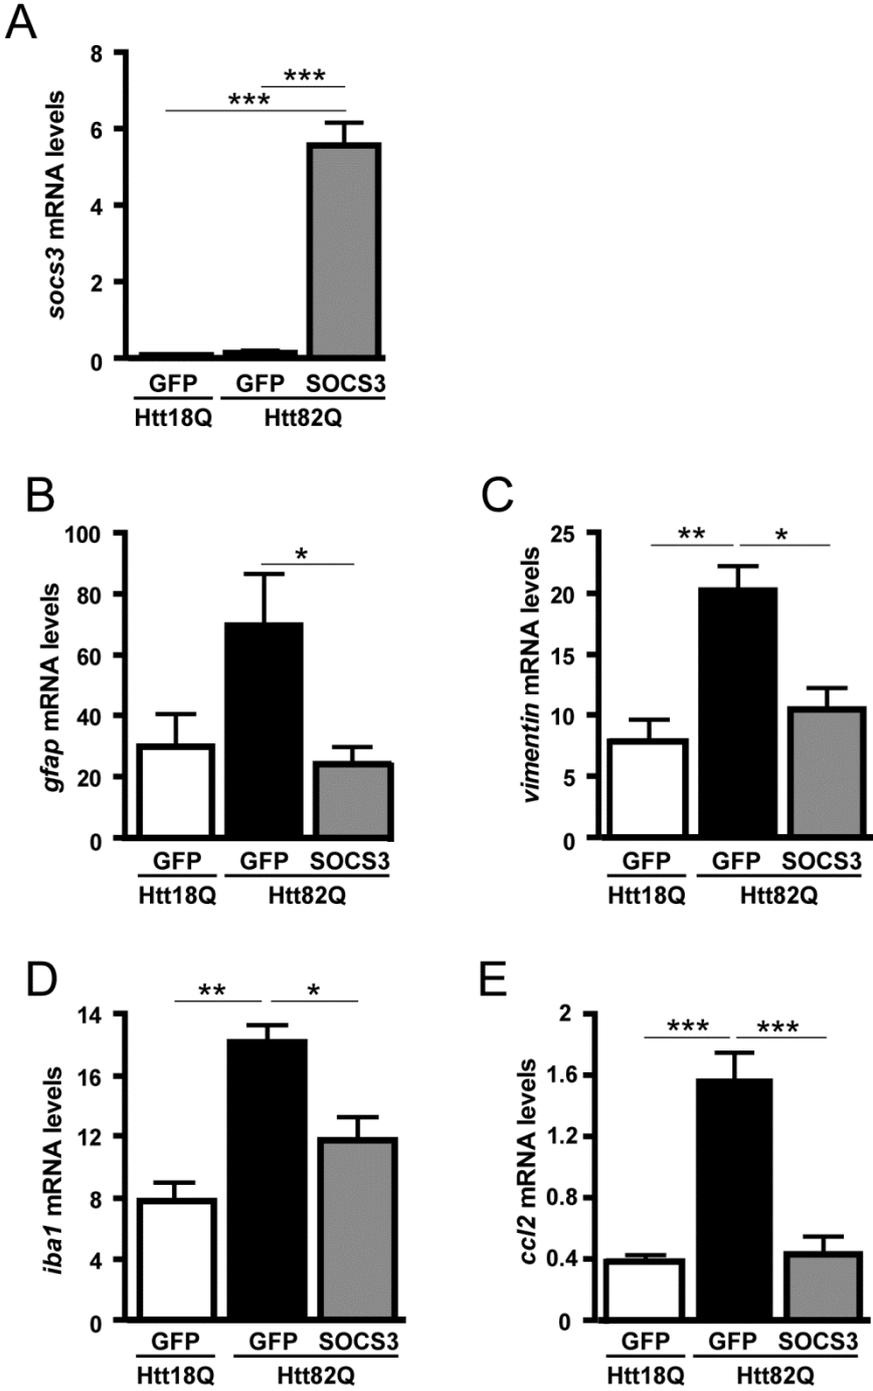 A
socs3 mRNA levels
8
6
4
2
0
***
***
GFP GFP SOCS3
Htt18Q Htt82Q
B
gfap mRNA levels
100
80
60
40
20
0
*
GFP GFP SOCS3
Htt18Q Htt82Q
C
vimentin mRNA levels
25
20
15
10
5
0
** *
GFP GFP SOCS3
Htt18Q Htt82Q
D
iba1 mRNA levels
14
16
12
8
4
0
** *
GFP GFP SOCS3
Htt18Q Htt82Q
E
ccl2 mRNA levels
2
1.6
1.2
0.8
0.4
0
*** ***
GFP GFP SOCS3
Htt18Q Htt82Q